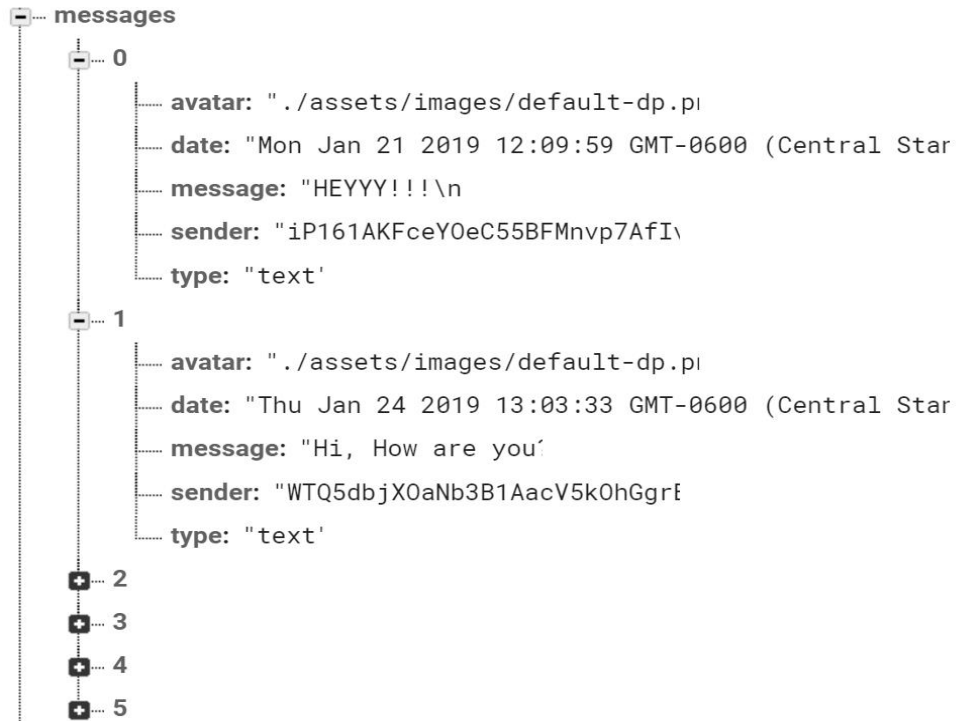 messages
0
avatar: "./assets/images/default-dp.p
date: "Mon Jan 21 2019 12:09:59 GMT-0600 (Central Star
message: "HEYYY!!!\n
sender: "iP161AKFceYOeC55BFMnvp7AfI
type: "text'
1
avatar: "./assets/images/default-dp.p
date: "Thu Jan 24 2019 13:03:33 GMT-0600 (Central Star
message: "Hi, How are you
sender: "WTQ5dbjXOaNb3B1AacV5kOhGgr
type: "text'
2
3
4
5